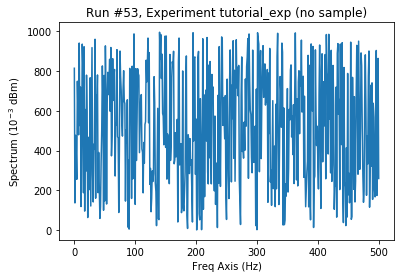 Run #53, Experiment tutorial_exp (no sample)
1000
800
600
400
200
0
Spectrum (10⁻³ dBm)
0 100 200 300 400 500
Freq Axis (Hz)